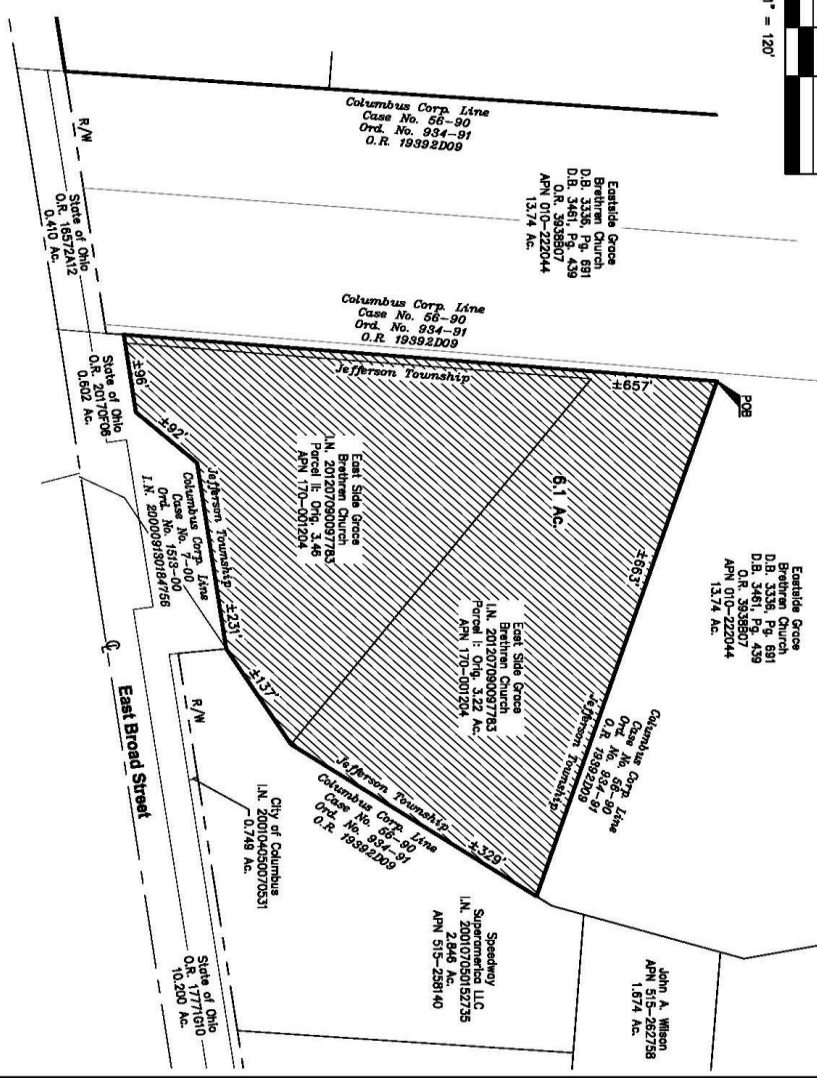 1" = 120'
Columbus Corp. Line
Case No. 56-90
Ord. No. 934-91
O.R. 19392D09
Eastside Grace
Brethren Church
D.B. 3336, Pg. 691
D.B. 3461, Pg. 439
O.R. 3938B07
APN 010-222044
13.74 Ac.
R/W
State of Ohio
O.R. 16572A12
0.410 Ac.
Columbus Corp. Line
Case No. 56-90
Ord. No. 934-91
O.R. 19392D09
Jefferson Township
±657'
POB
±96'
State of Ohio
O.R. 20170F06
0.602 Ac.
±92'
East Side Grace
Brethren Church
I.N. 201207090097783
Parcel II: Orig. 3.46
APN 170-001204
6.1 Ac.
±663'
Eastside Grace
Brethren Church
D.B. 3336, Pg. 691
D.B. 3461, Pg. 439
O.R. 3938B07
APN 010-222044
13.74 Ac.
Jefferson Township
Columbus Corp. Line
Case No. 7-00
Ord. No. 1513-00
I.N. 200009130184756
±231'
East Side Grace
Brethren Church
I.N. 201207090097783
Parcel I: Orig. 3.22 Ac.
APN 170-001204
Columbus Corp. Line
Case No. 56-90
Ord. No. 934-91
O.R. 19392D09
Jefferson Township
±137'
R/W
East Broad Street
Jefferson Township
Columbus Corp. Line
Case No. 56-90
Ord. No. 934-91
O.R. 19392D09
±329'
City of Columbus
I.N. 200104050070531
0.749 Ac.
Speedway
Superamerica LLC
I.N. 200107050152735
2.846 Ac.
APN 515-258140
John A. Wilson
APN 515-262758
1.674 Ac.
State of Ohio
O.R. 17771G10
10.200 Ac.